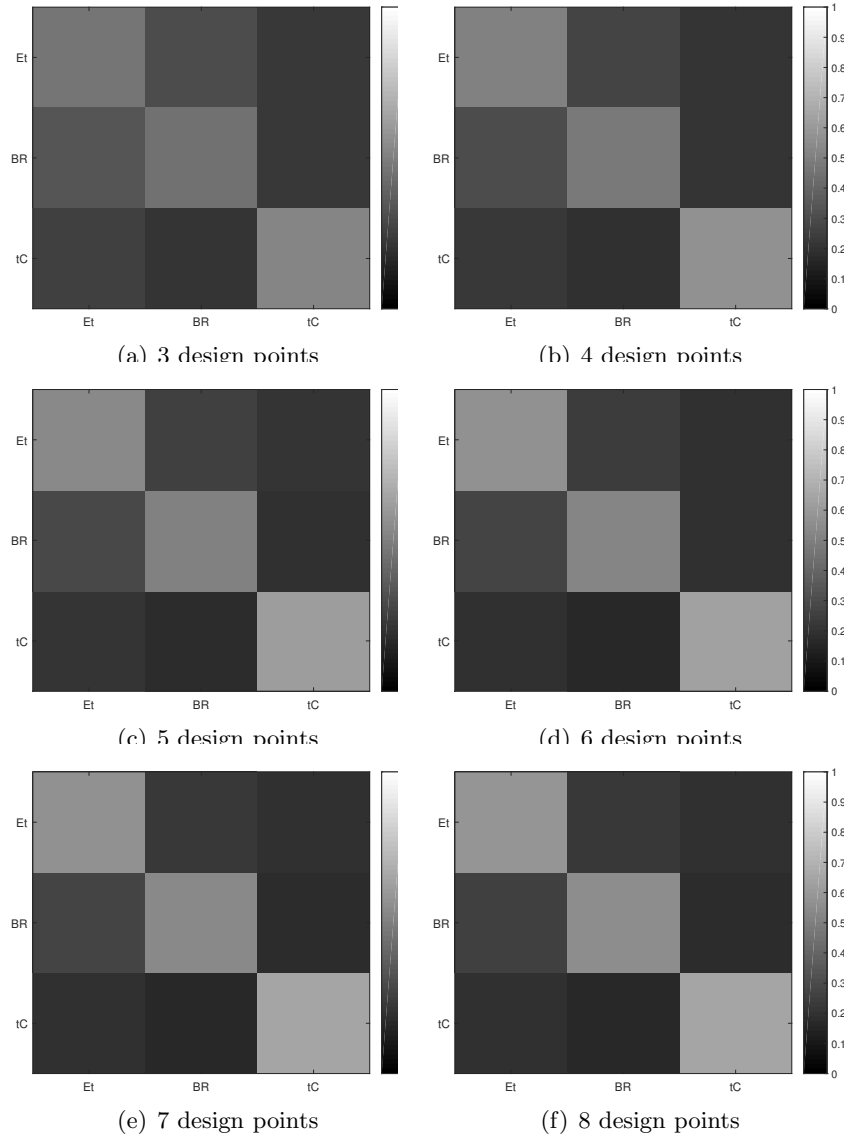 Et
BR
tC
Et BR tC
(a) 3 design points
1
0.9
0.8
0.7
0.6
0.5
0.4
0.3
0.2
0.1
0
Et
BR
tC
Et BR tC
(b) 4 design points
Et
BR
tC
Et BR tC
(c) 5 design points
1
0.9
0.8
0.7
0.6
0.5
0.4
0.3
0.2
0.1
0
Et
BR
tC
Et BR tC
(d) 6 design points
Et
BR
tC
Et BR tC
(e) 7 design points
1
0.9
0.8
0.7
0.6
0.5
0.4
0.3
0.2
0.1
0
Et
BR
tC
Et BR tC
(f) 8 design points